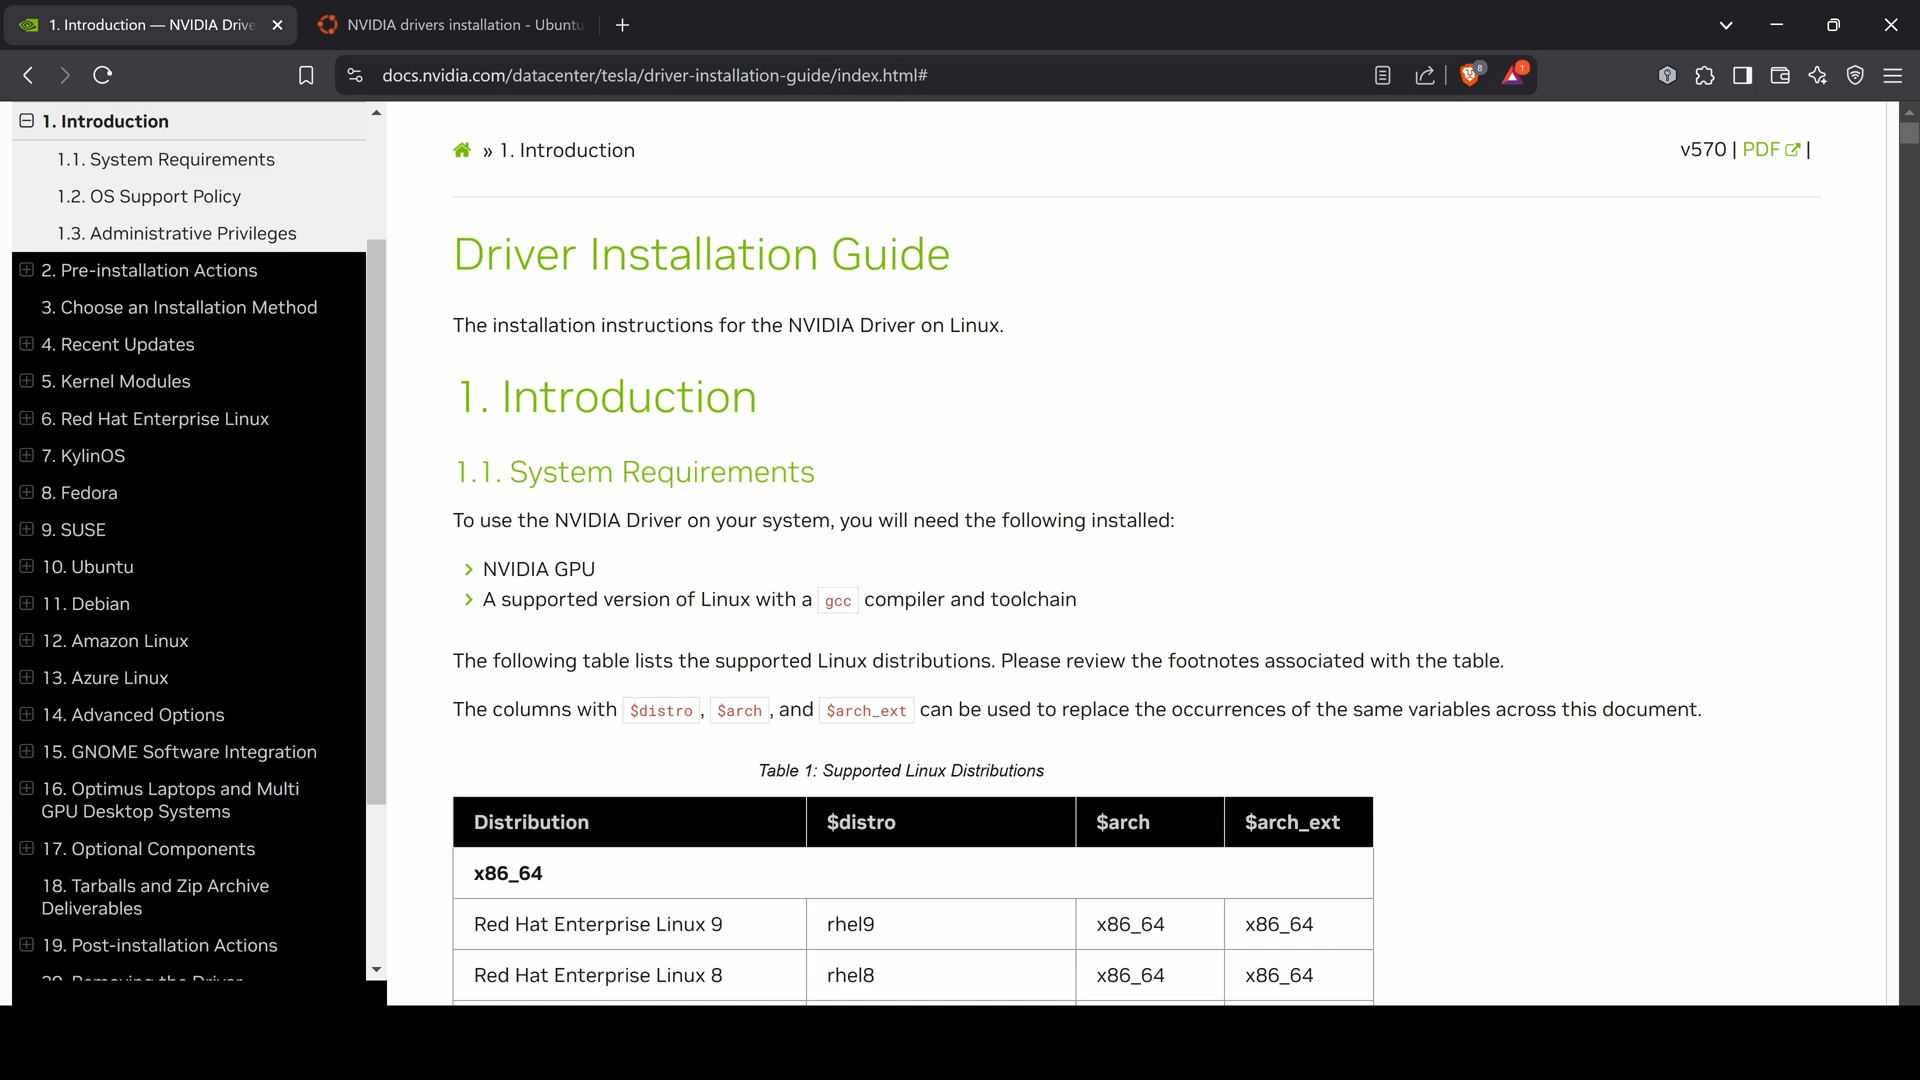 1. Introduction — NVIDIA Drive
NVIDIA drivers installation - Ubuntu
docs.nvidia.com/datacenter/tesla/driver-installation-guide/index.html#
8
1
1. Introduction
1.1. System Requirements
1.2. OS Support Policy
1.3. Administrative Privileges
2. Pre-installation Actions
3. Choose an Installation Method
4. Recent Updates
5. Kernel Modules
6. Red Hat Enterprise Linux
7. KylinOS
8. Fedora
9. SUSE
10. Ubuntu
11. Debian
12. Amazon Linux
13. Azure Linux
14. Advanced Options
15. GNOME Software Integration
16. Optimus Laptops and Multi
GPU Desktop Systems
17. Optional Components
18. Tarballs and Zip Archive
Deliverables
19. Post-installation Actions
20. Removing the Driver
» 1. Introduction
v570 | PDF |
Driver Installation Guide
The installation instructions for the NVIDIA Driver on Linux.
1. Introduction
1.1. System Requirements
To use the NVIDIA Driver on your system, you will need the following installed:
NVIDIA GPU
A supported version of Linux with a gcc compiler and toolchain
The following table lists the supported Linux distributions. Please review the footnotes associated with the table.
The columns with $distro, $arch, and $arch_ext can be used to replace the occurrences of the same variables across this document.
Table 1: Supported Linux Distributions
Distribution $distro $arch $arch_ext
x86_64
Red Hat Enterprise Linux 9 rhel9 x86_64 x86_64
Red Hat Enterprise Linux 8 rhel8 x86_64 x86_64